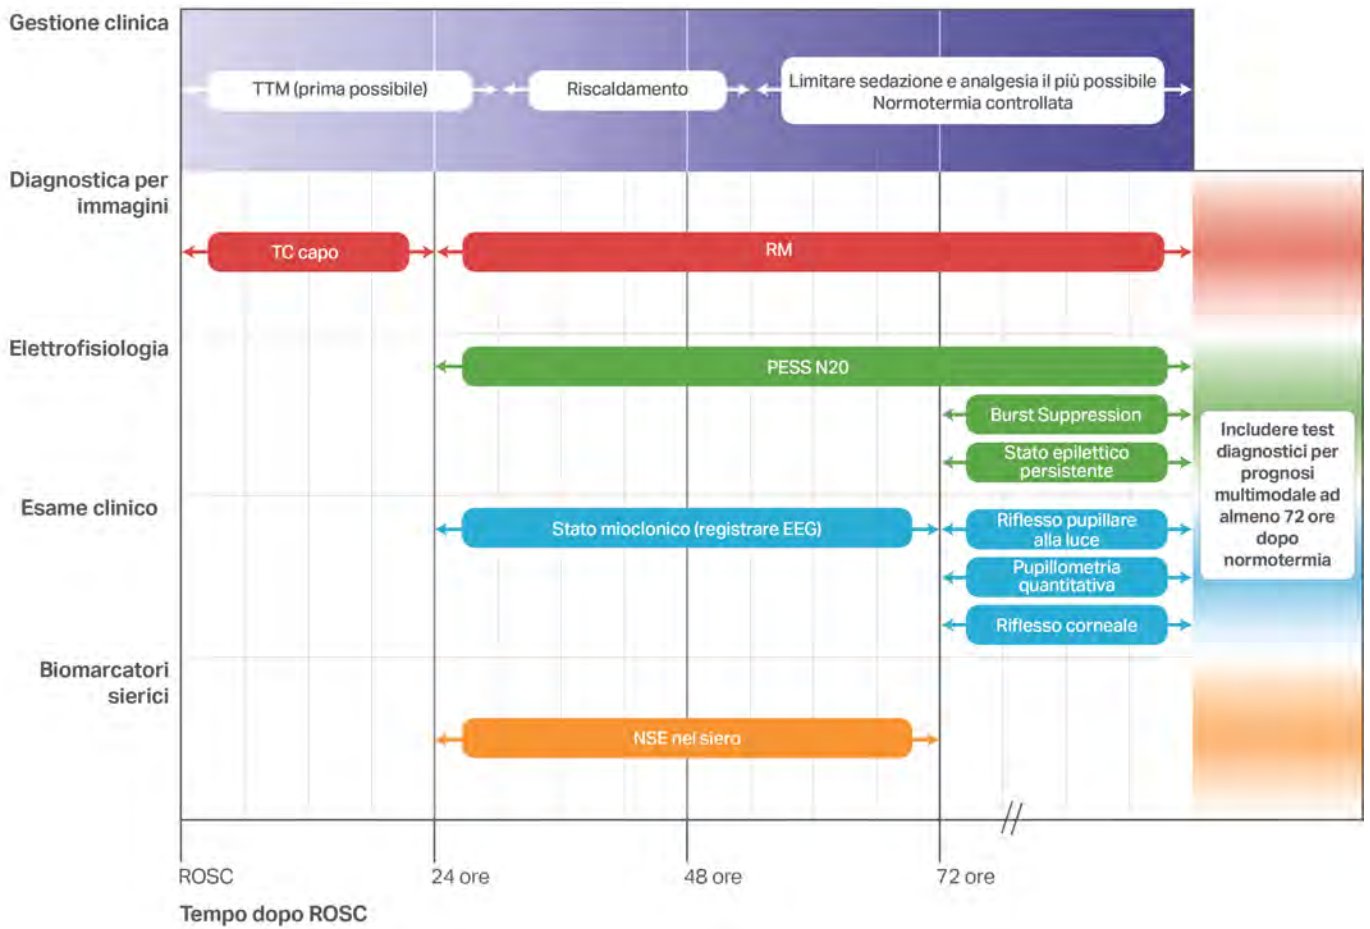 Gestione clinica
TTM (prima possibile)
Riscaldamento
Limitare sedazione e analgesia il più possibile
Normotermia controllata
Diagnostica per
immagini
TC capo
RM
Elettrofisiologia
PESS N20
Burst Suppression
Stato epilettico
persistente
Includere test
diagnostici per
prognosi
multimodale ad
almeno 72 ore
dopo
normotermia
Esame clinico
Stato mioclonico (registrare EEG)
Riflesso pupillare
alla luce
Pupillometria
quantitativa
Riflesso corneale
Biomarcatori
sierici
NSE nel siero
//
ROSC
24 ore
48 ore
72 ore
Tempo dopo ROSC